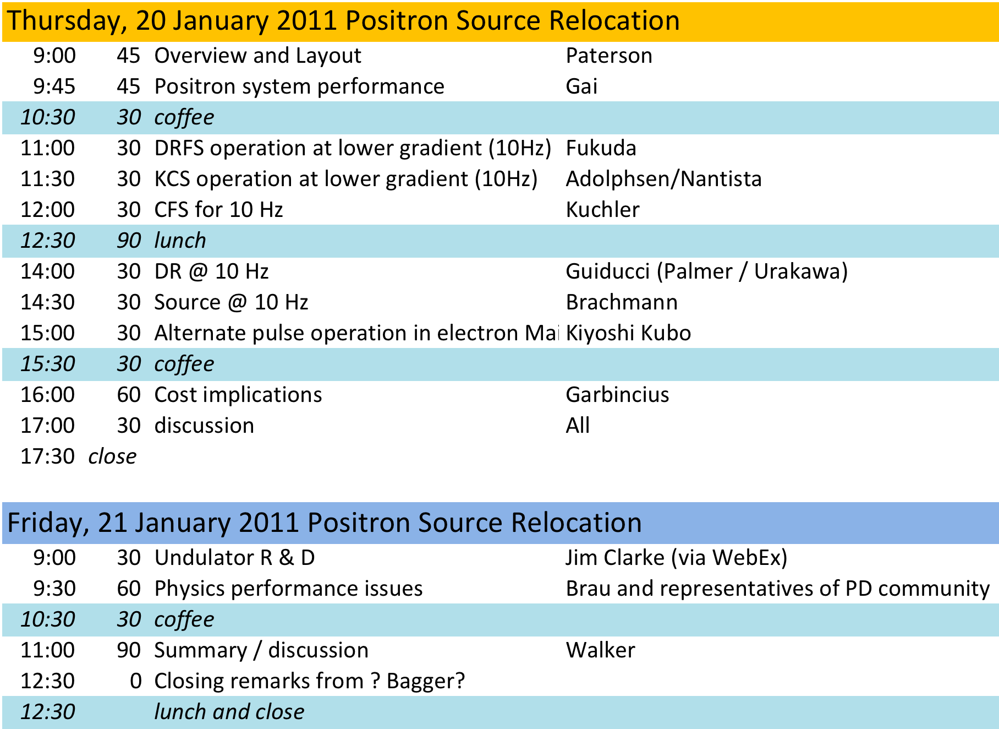 Thursday, 20 January 2011 Positron Source Relocation
9:00 45 Overview and Layout Paterson
9:45 45 Positron system performance Gai
10:30 30 coffee
11:00 30 DRFS operation at lower gradient (10Hz) Fukuda
11:30 30 KCS operation at lower gradient (10Hz) Adolphsen/Nantista
12:00 30 CFS for 10 Hz Kuchler
12:30 90 lunch
14:00 30 DR @ 10 Hz Guiducci (Palmer / Urakawa)
14:30 30 Source @ 10 Hz Brachmann
15:00 30 Alternate pulse operation in electron Mai Kiyoshi Kubo
15:30 30 coffee
16:00 60 Cost implications Garbincius
17:00 30 discussion All
17:30 close
Friday, 21 January 2011 Positron Source Relocation
9:00 30 Undulator R & D Jim Clarke (via WebEx)
9:30 60 Physics performance issues Brau and representatives of PD community
10:30 30 coffee
11:00 90 Summary / discussion Walker
12:30 0 Closing remarks from ? Bagger?
12:30 lunch and close